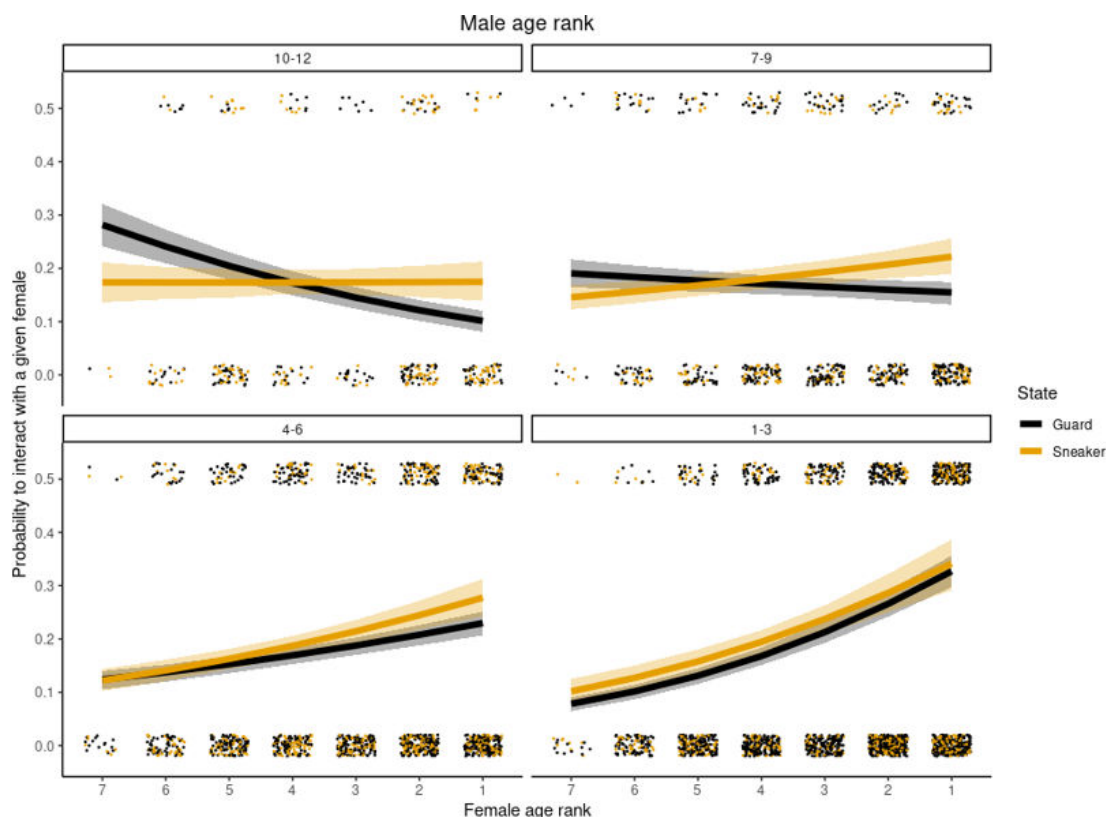 Male age rank
10-12
7-9
0.5
0.4
0.3
0.2
0.1
0.0
4-6
1-3
0.5
0.4
0.3
0.2
0.1
0.0
7 6 5 4 3 2 1
7 6 5 4 3 2 1
Female age rank
Probability to interact with a given female
State
Guard
Sneaker